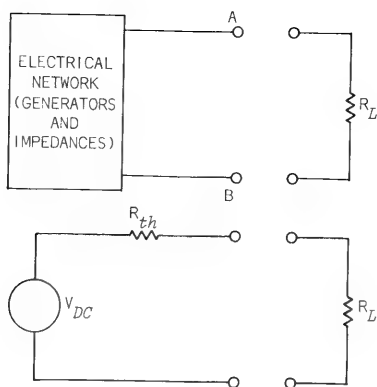 A
ELECTRICAL
NETWORK
(GENERATORS
AND
IMPEDANCES)
R_L
B
R_th
V_DC
R_L